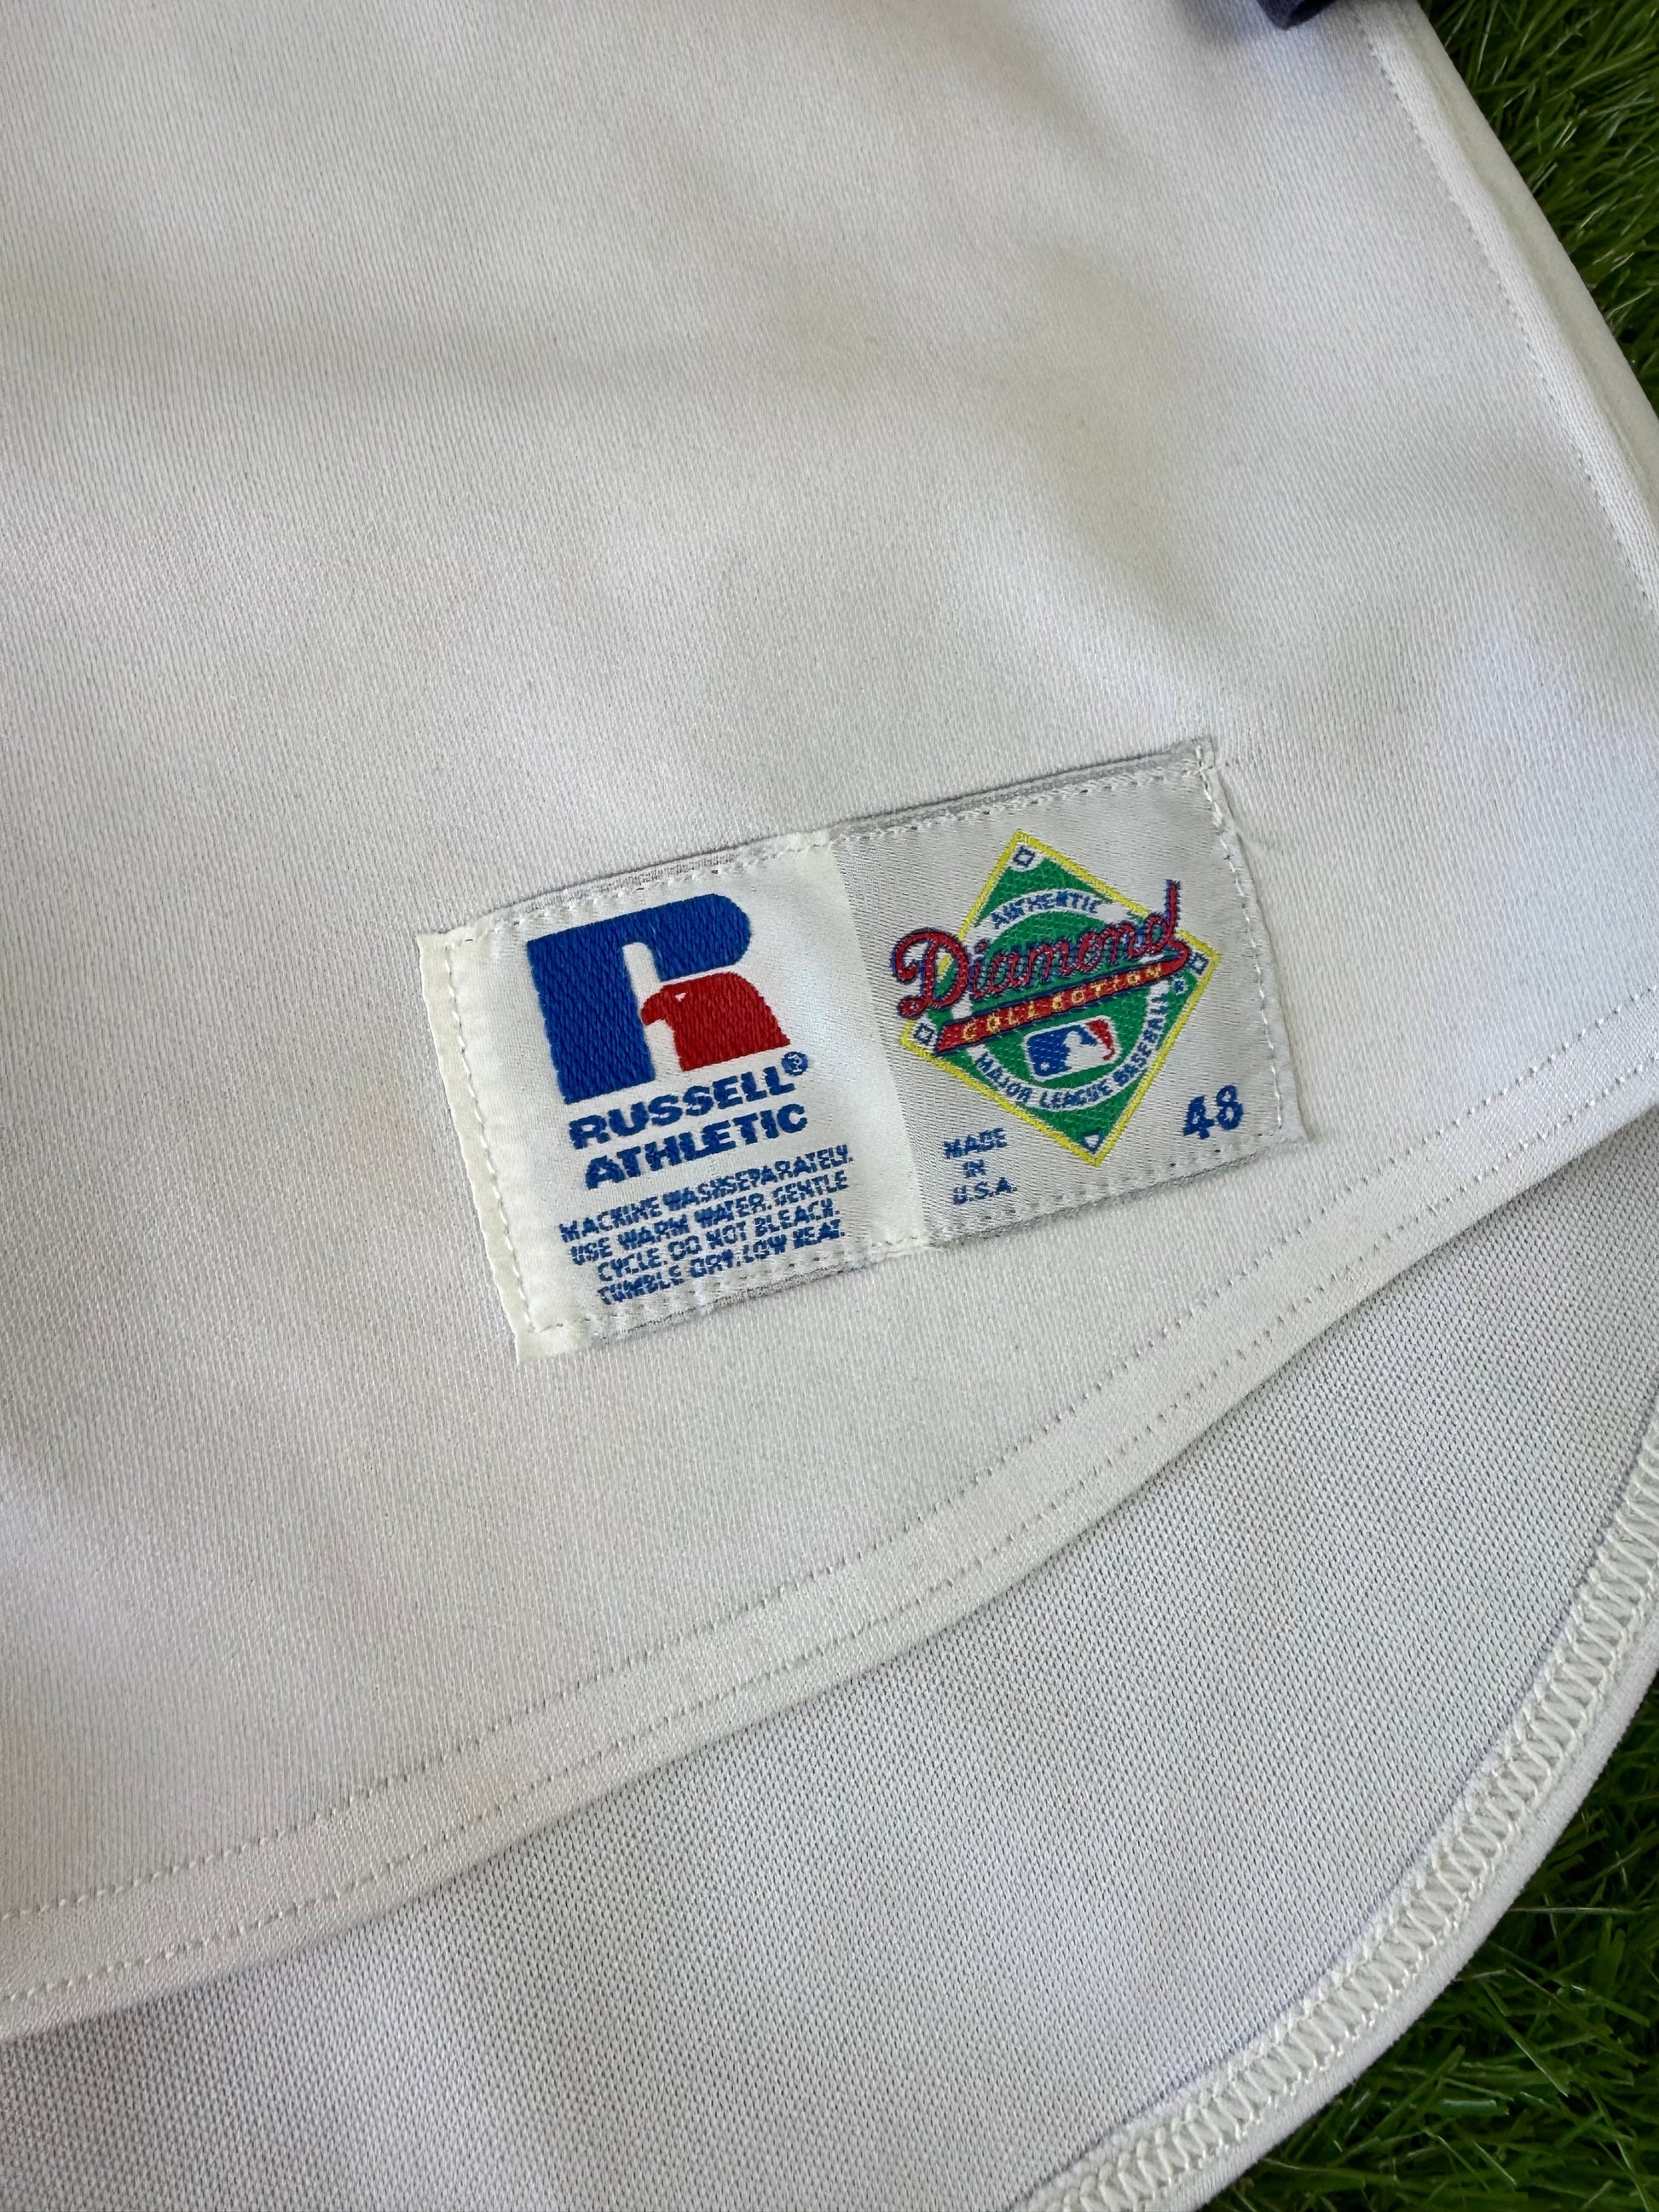 RUSSELL®
ATHLETIC
MACHINE WASH SEPARATELY.
USE WARM WATER, GENTLE
CYCLE. DO NOT BLEACH.
TUMBLE DRY, LOW HEAT.
AUTHENTIC
Diamond
COLLECTION
MAJOR LEAGUE BASEBALL
MADE
IN
U.S.A.
48